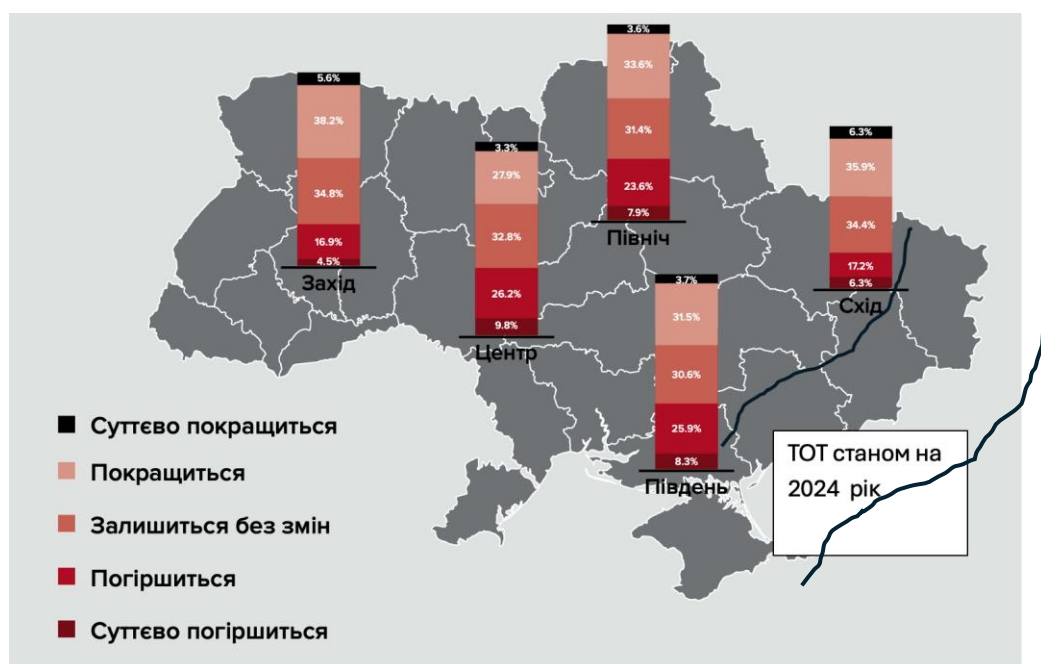 5.6%
38.2%
34.8%
16.9%
4.5%
Захід
3.3%
27.9%
32.8%
26.2%
9.8%
Центр
3.6%
33.6%
31.4%
23.6%
7.9%
Північ
3.7%
31.5%
30.6%
25.9%
8.3%
Південь
6.3%
35.9%
34.4%
17.2%
6.3%
Схід
Суттєво покращиться
Покращиться
Залишиться без змін
Погіршиться
Суттєво погіршиться
ТОТ станом на
2024 рік